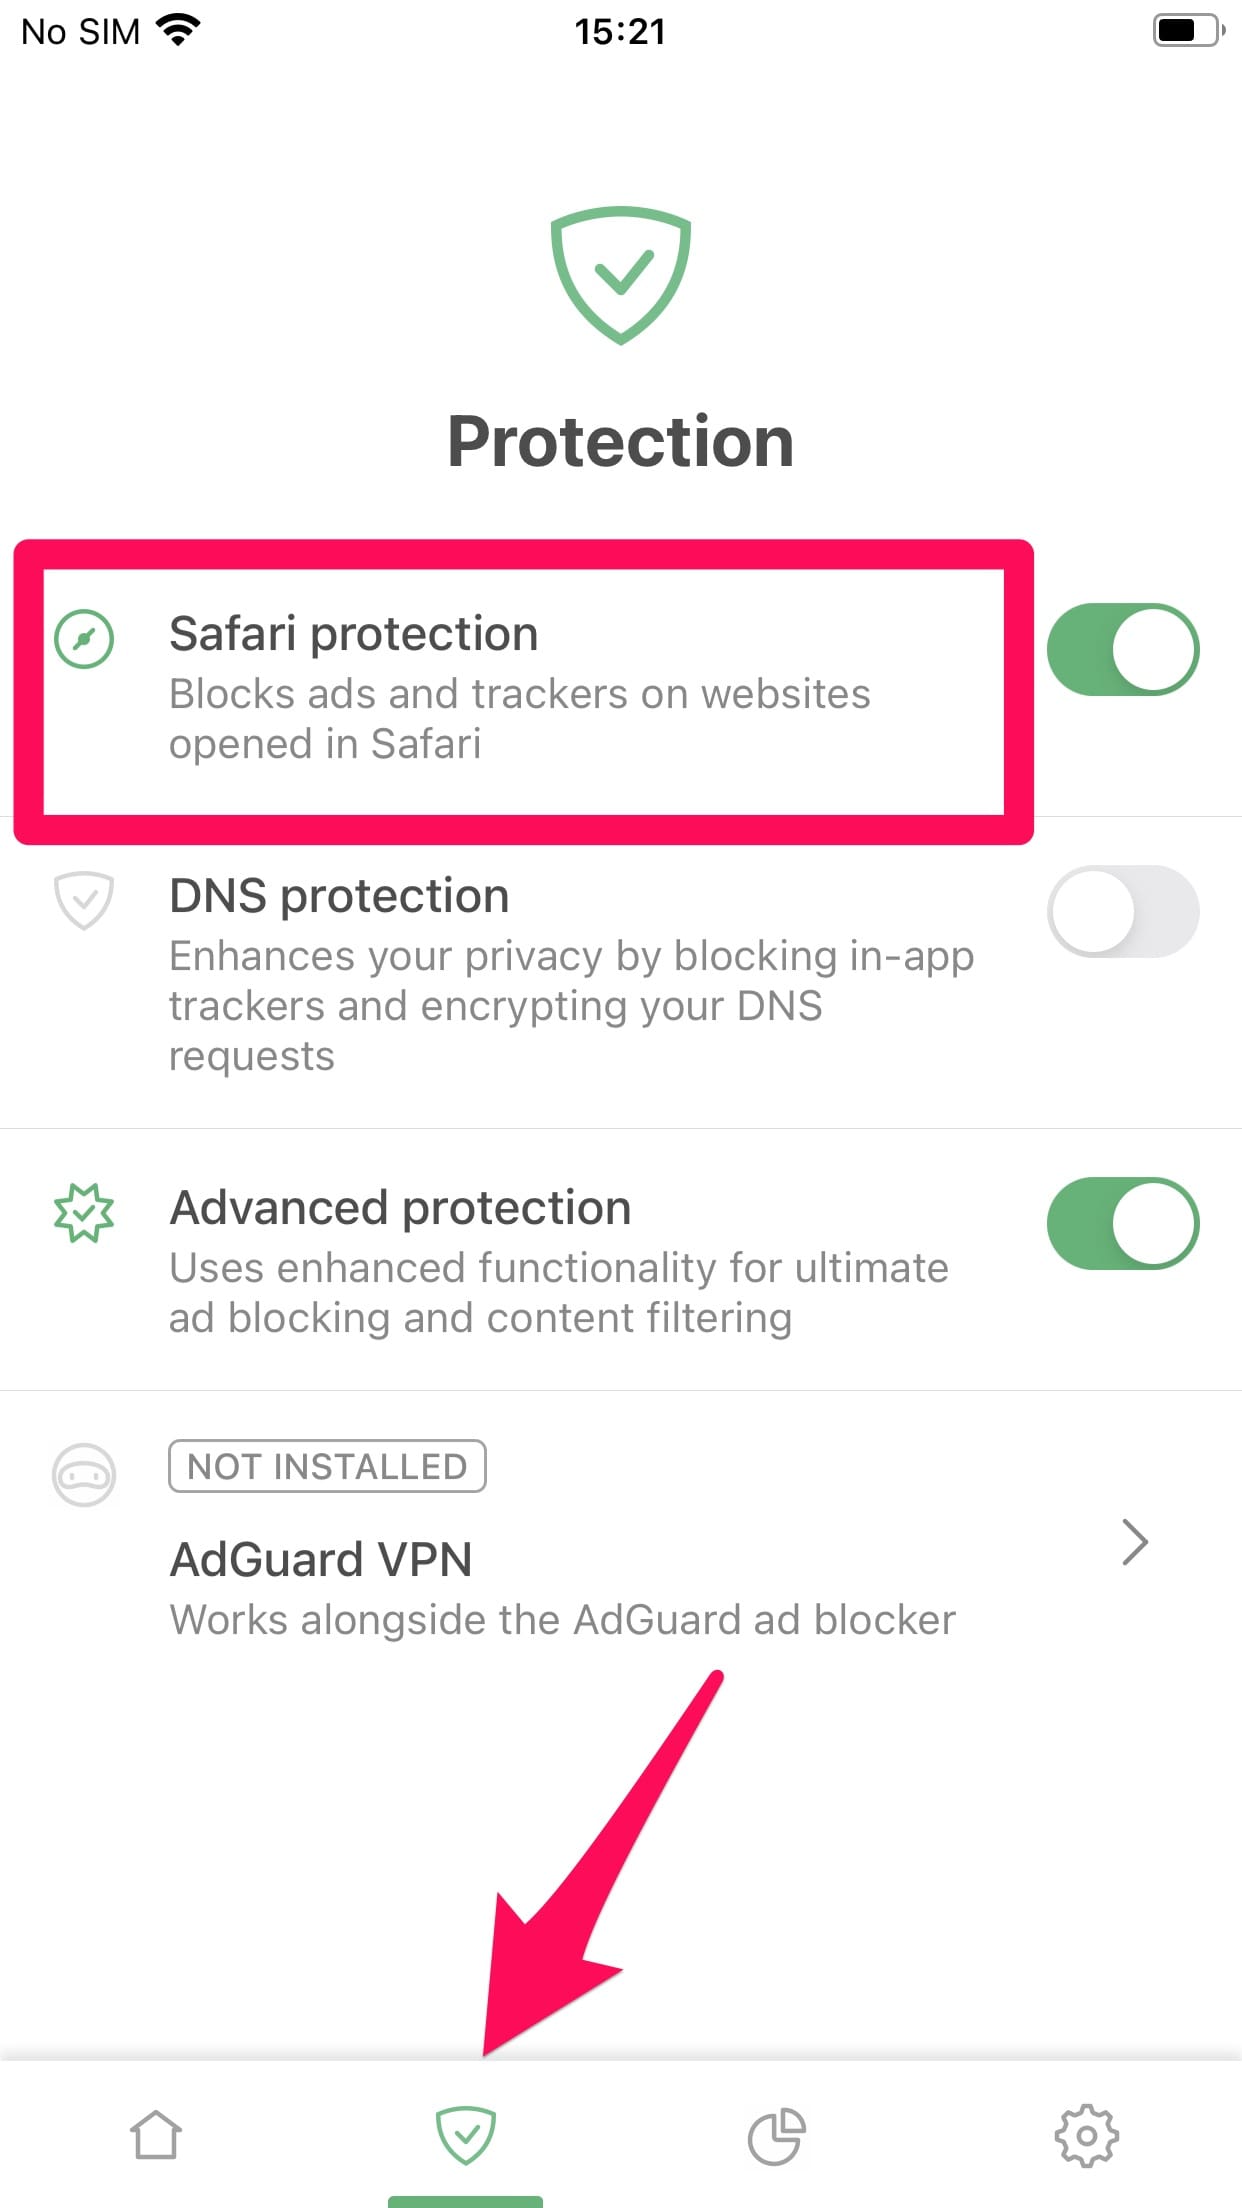 No SIM
15:21
Protection
Safari protection
Blocks ads and trackers on websites
opened in Safari
DNS protection
Enhances your privacy by blocking in-app
trackers and encrypting your DNS
requests
Advanced protection
Uses enhanced functionality for ultimate
ad blocking and content filtering
NOT INSTALLED
AdGuard VPN
Works alongside the AdGuard ad blocker